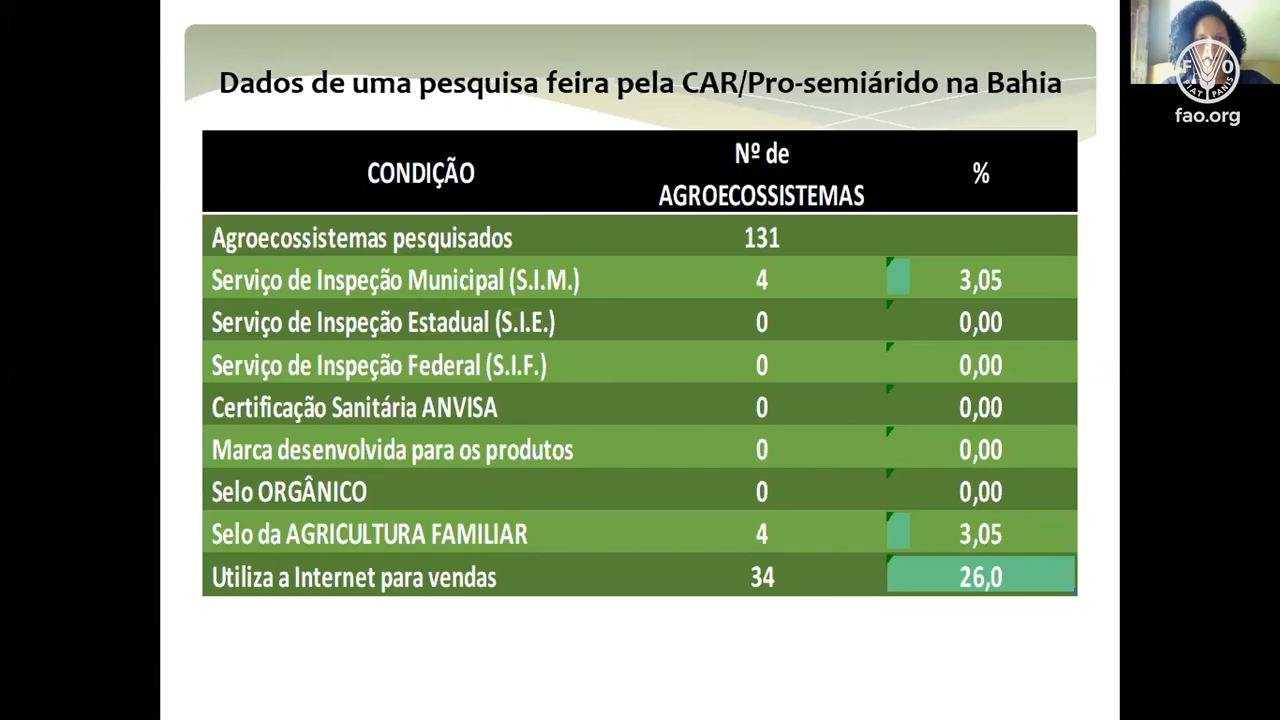 Dados de uma pesquisa feira pela CAR/Pro-semiárido na Bahia
CONDIÇÃO
Nº de
AGROECOSSISTEMAS
%
Agroecossistemas pesquisados 131
Serviço de Inspeção Municipal (S.I.M.) 4 3,05
Serviço de Inspeção Estadual (S.I.E.) 0 0,00
Serviço de Inspeção Federal (S.I.F.) 0 0,00
Certificação Sanitária ANVISA 0 0,00
Marca desenvolvida para os produtos 0 0,00
Selo ORGÂNICO 0 0,00
Selo da AGRICULTURA FAMILIAR 4 3,05
Utiliza a Internet para vendas 34 26,0
F A O
FIAT PANIS
fao.org